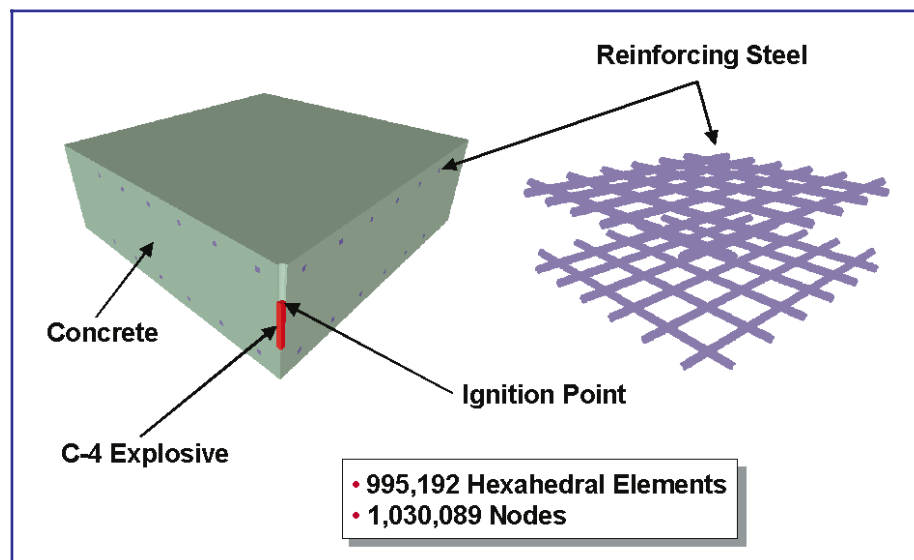 Reinforcing Steel
Concrete
Ignition Point
C-4 Explosive
• 995,192 Hexahedral Elements
• 1,030,089 Nodes